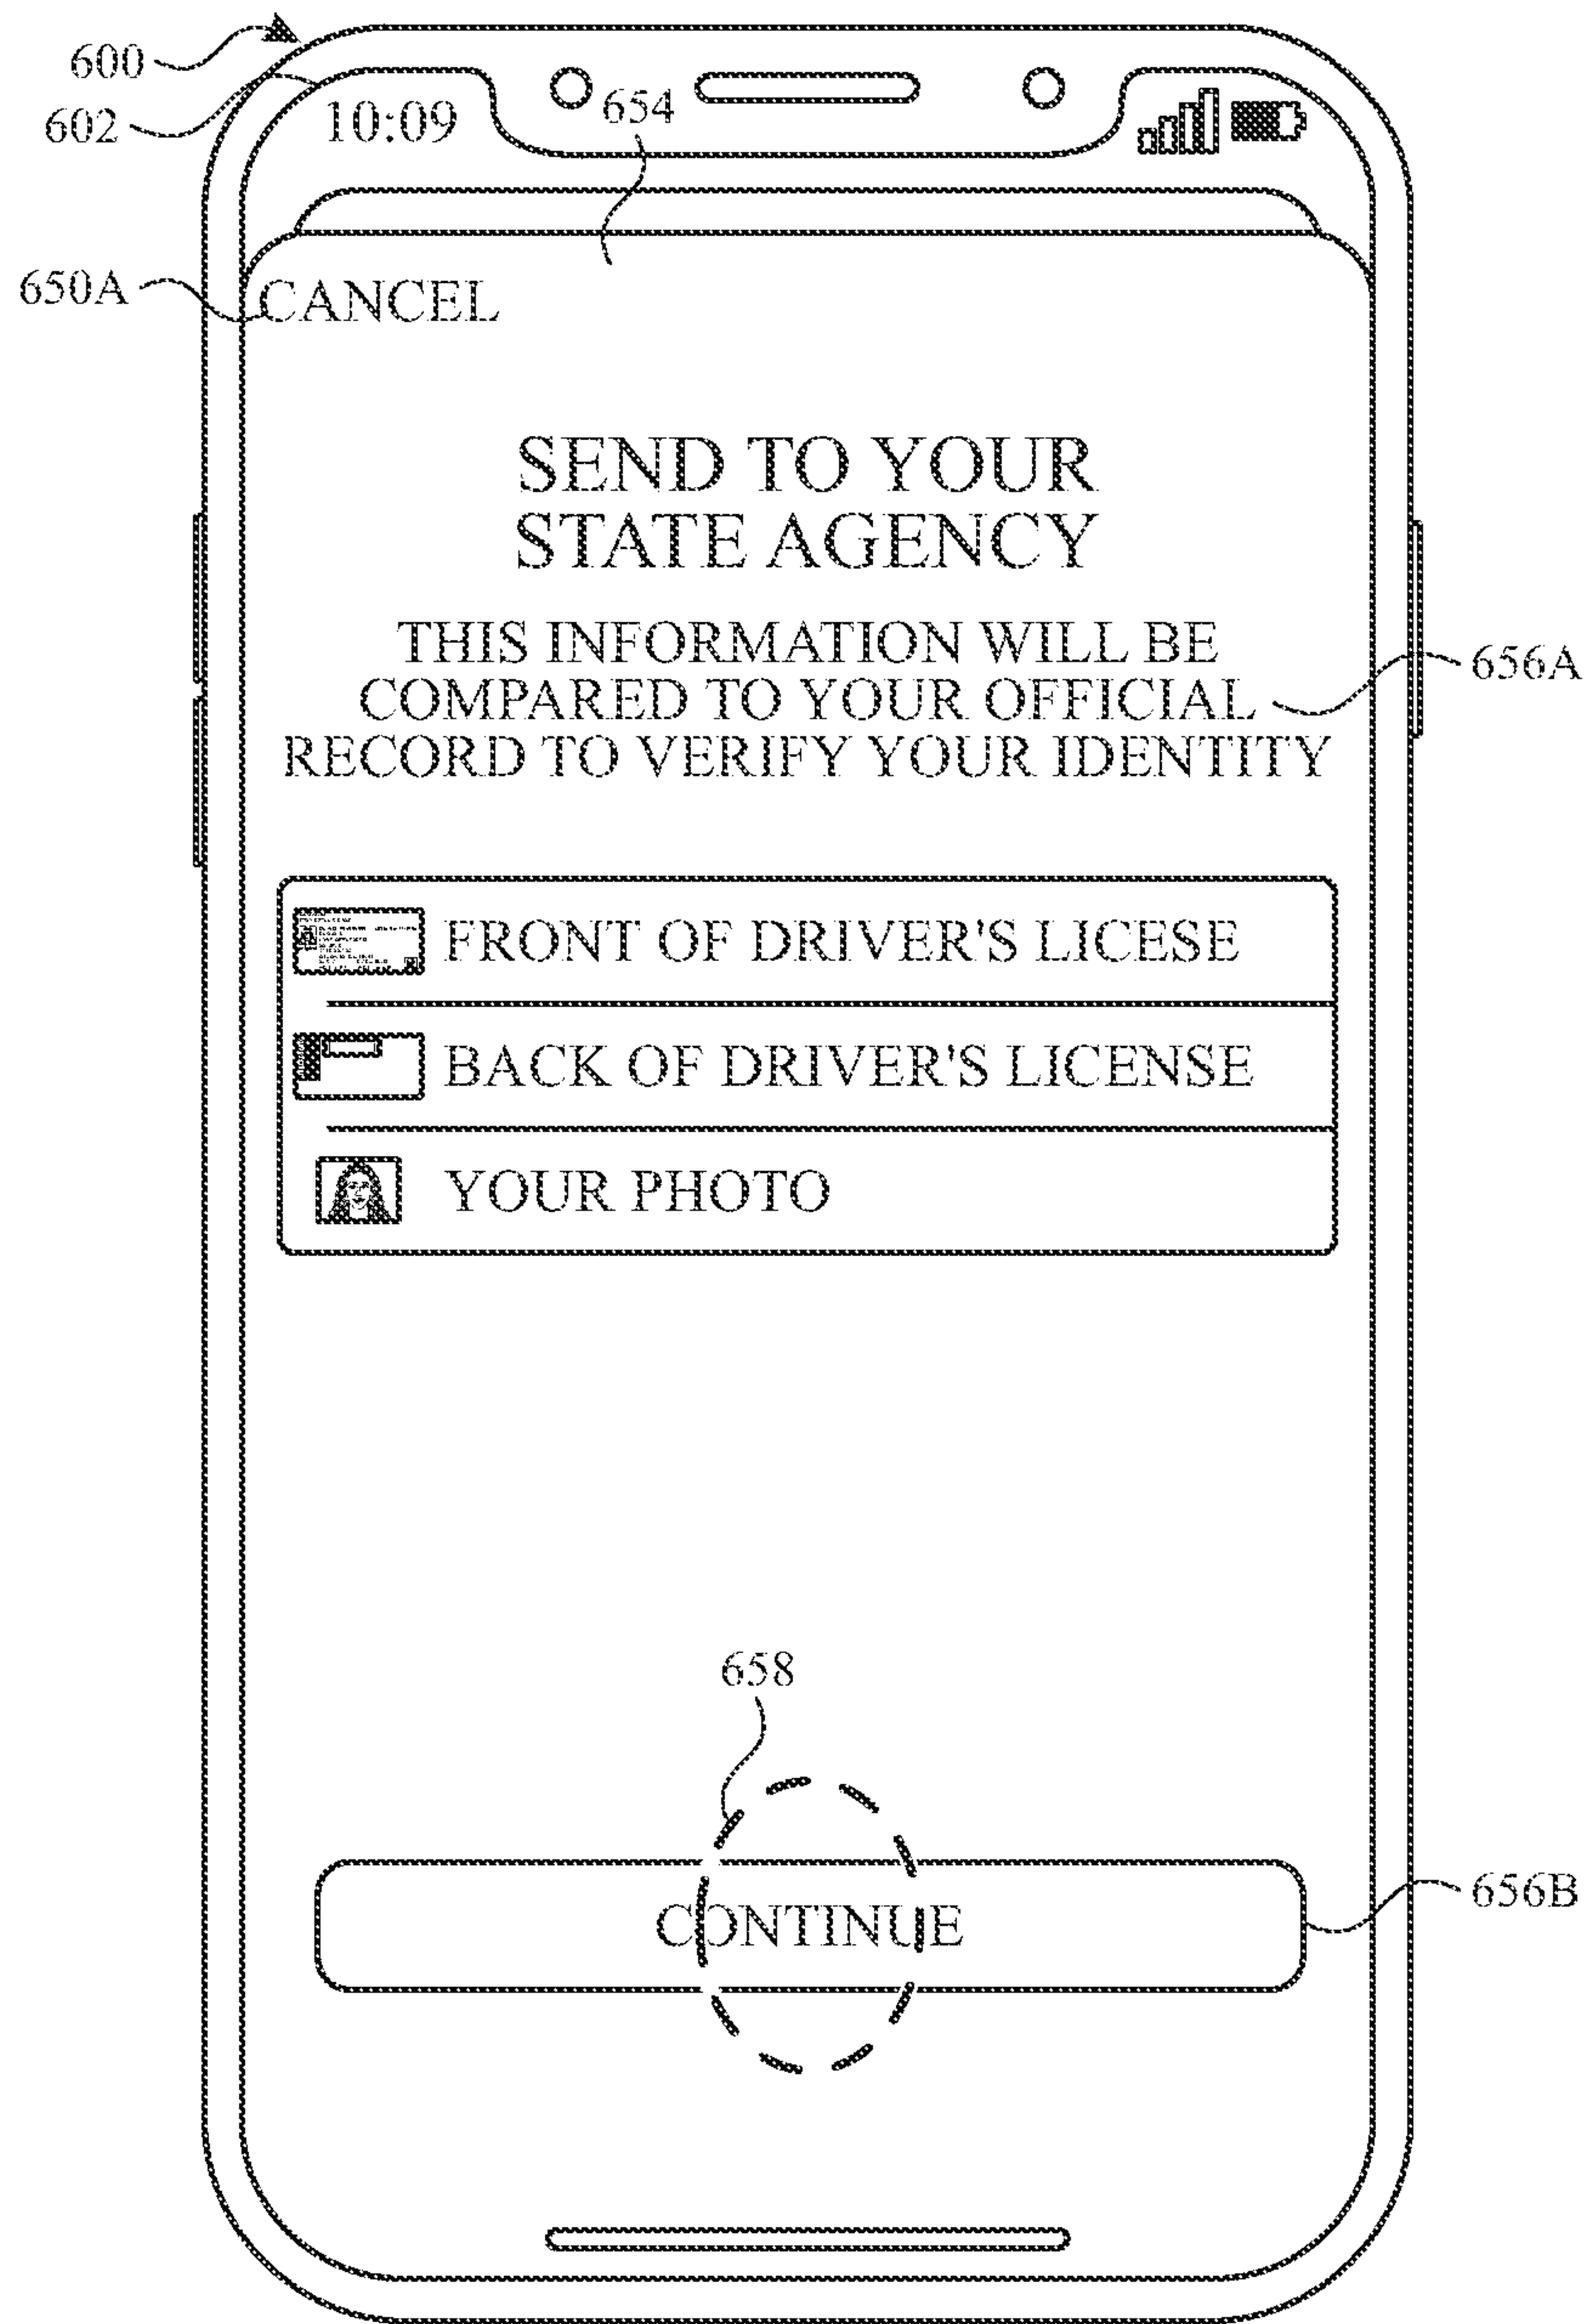 600
602
10:09
654
650A
CANCEL
SEND TO YOUR
STATE AGENCY
THIS INFORMATION WILL BE
COMPARED TO YOUR OFFICIAL
RECORD TO VERIFY YOUR IDENTITY
656A
FRONT OF DRIVER'S LICESE
BACK OF DRIVER'S LICENSE
YOUR PHOTO
658
CONTINUE
656B